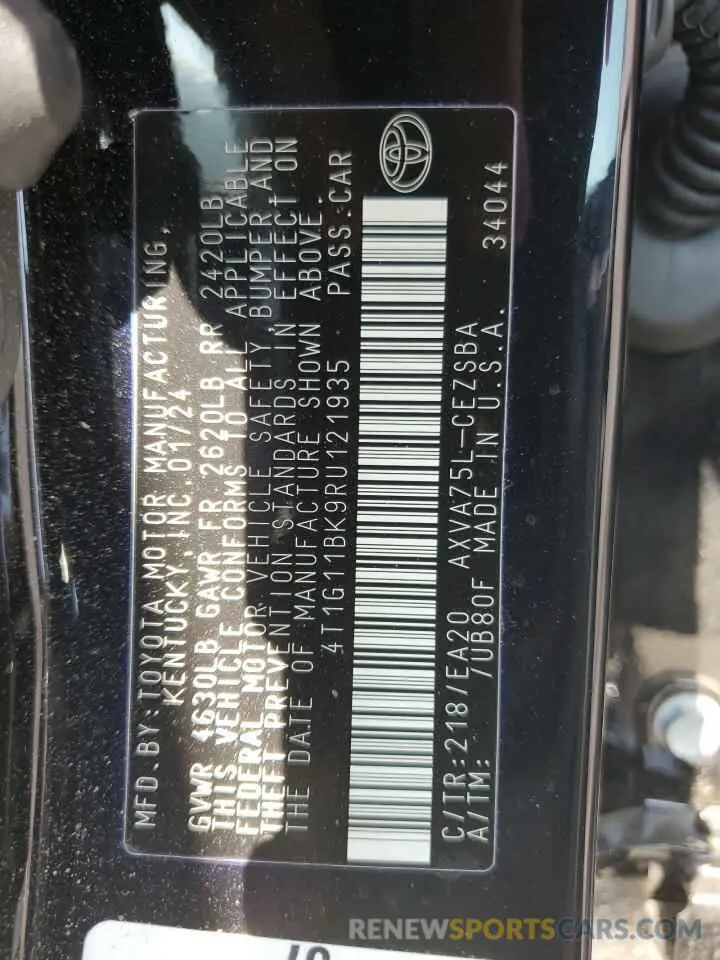 MFD. BY: TOYOTA MOTOR MANUFACTURING,
KENTUCKY, INC. 01/24
GVWR 4630LB GAWR FR 2620LB RR 2420LB
THIS VEHICLE CONFORMS TO ALL APPLICABLE
FEDERAL MOTOR VEHICLE SAFETY, BUMPER AND
THEFT PREVENTION STANDARDS IN EFFECT ON
THE DATE OF MANUFACTURE SHOWN ABOVE.
4T1G11BK9RU121935 PASS. CAR
C/TR: 218/EA20 AXVA75L-CEZSBA
A/TM: /UB80F MADE IN U.S.A. 34044
RENEWSPORTSCARS.COM